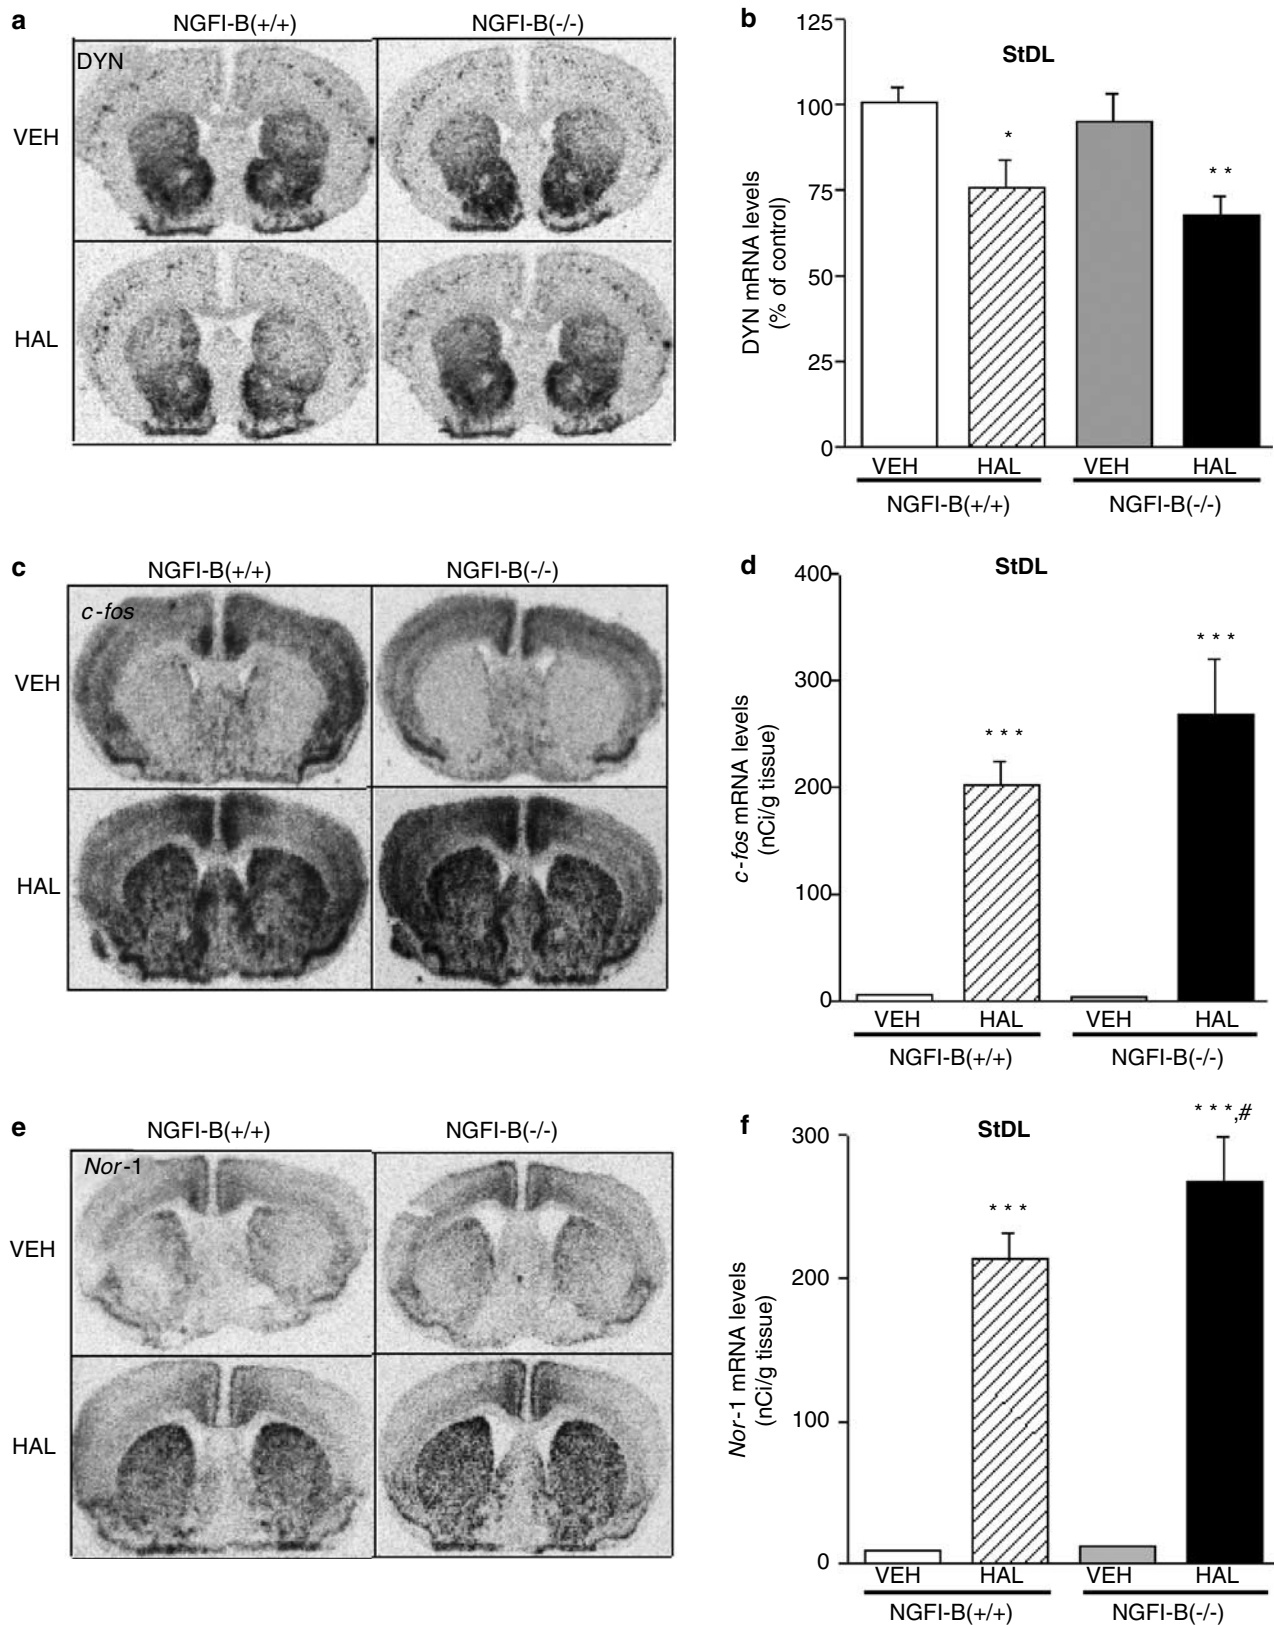 a
NGFI-B(+/+)
NGFI-B(-/-)
DYN
VEH
HAL
b
StDL
125
100
75
50
25
0
DYN mRNA levels
(% of control)
*
* *
VEH
HAL
VEH
HAL
NGFI-B(+/+)
NGFI-B(-/-)
c
NGFI-B(+/+)
NGFI-B(-/-)
c-fos
VEH
HAL
d
StDL
400
300
200
100
0
c-fos mRNA levels
(nCi/g tissue)
* * *
* * *
VEH
HAL
VEH
HAL
NGFI-B(+/+)
NGFI-B(-/-)
e
NGFI-B(+/+)
NGFI-B(-/-)
Nor-1
VEH
HAL
f
StDL
300
200
100
0
Nor-1 mRNA levels
(nCi/g tissue)
* * *
* * *,#
VEH
HAL
VEH
HAL
NGFI-B(+/+)
NGFI-B(-/-)